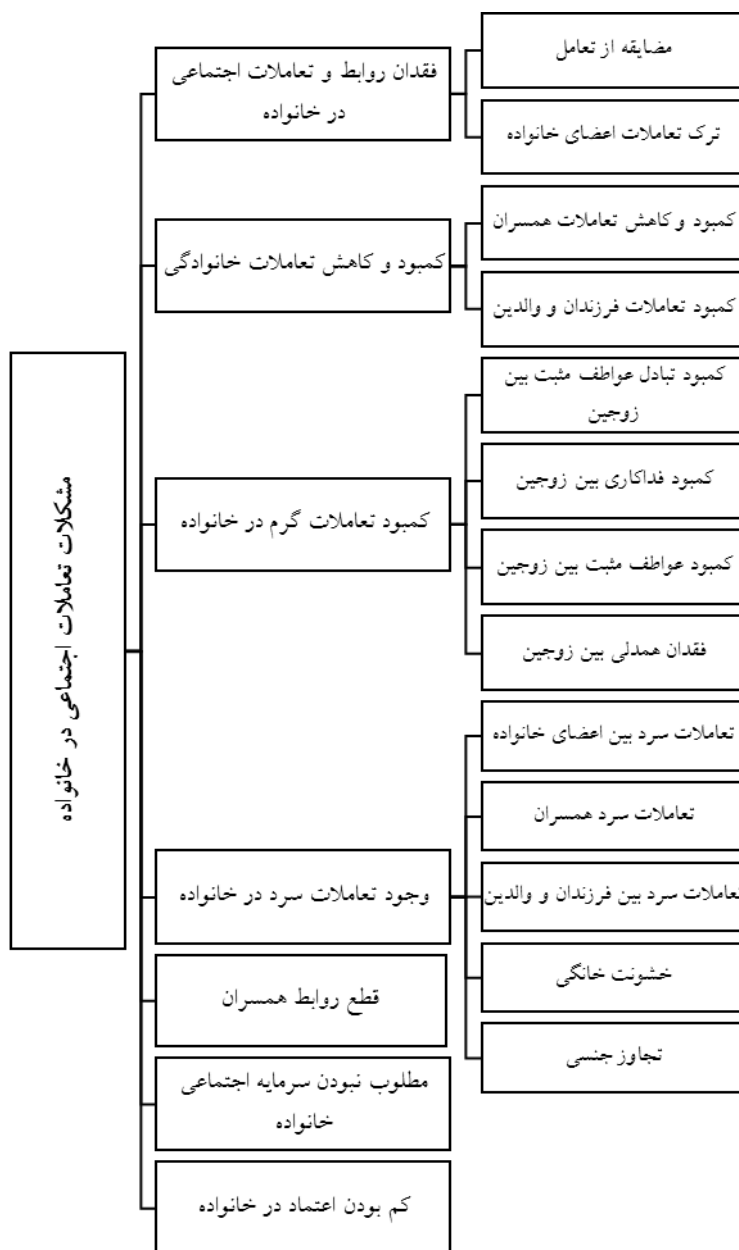 مشکلات تعاملات اجتماعی در خانواده
فقدان روابط و تعاملات اجتماعی
در خانواده
مضایقه از تعامل
ترک تعاملات اعضای خانواده
کمبود و کاهش تعاملات خانوادگی
کمبود و کاهش تعاملات همسران
کمبود تعاملات فرزندان و والدین
کمبود تعاملات گرم در خانواده
کمبود تبادل عواطف مثبت بین
زوجین
کمبود فداکاری بین زوجین
کمبود عواطف مثبت بین زوجین
فقدان همدلی بین زوجین
وجود تعاملات سرد در خانواده
تعاملات سرد بین اعضای خانواده
تعاملات سرد همسران
تعاملات سرد بین فرزندان و والدین
خشونت خانگی
تجاوز جنسی
قطع روابط همسران
مطلوب نبودن سرمایه اجتماعی
خانواده
کم بودن اعتماد در خانواده